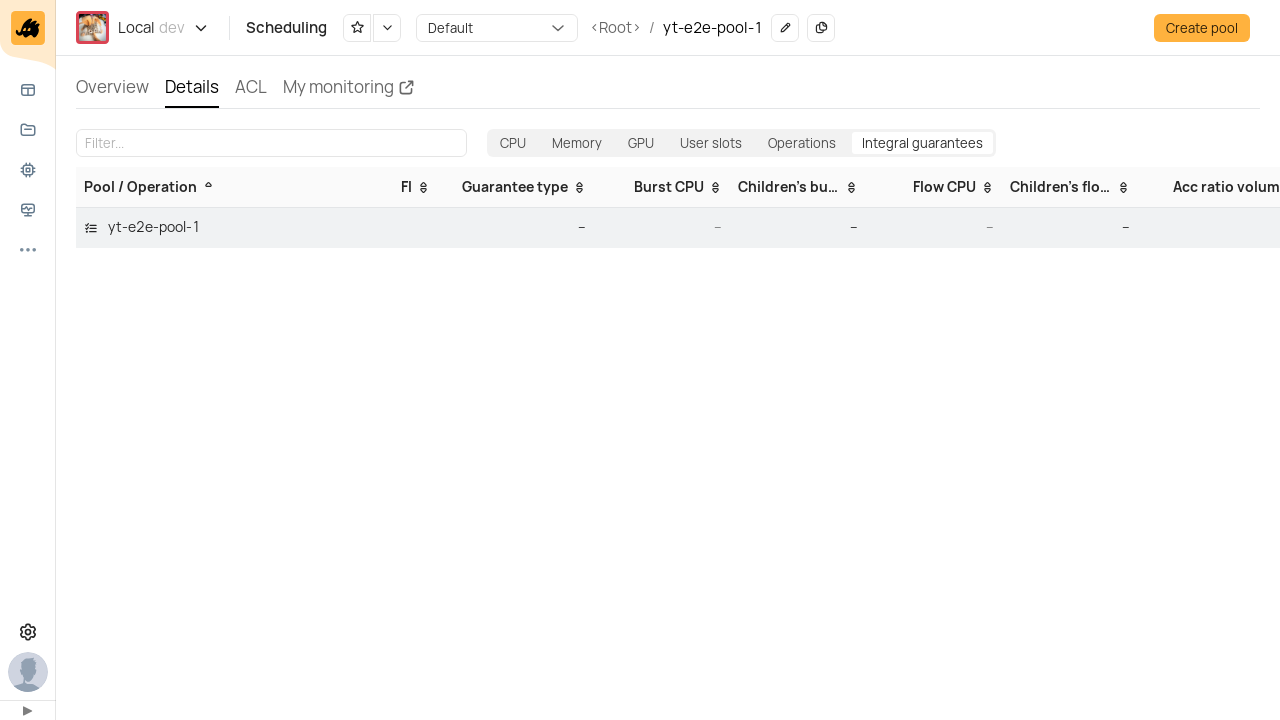 Local dev
Scheduling
Default
<Root> / yt-e2e-pool-1
Create pool
Overview
Details
ACL
My monitoring
Filter...
CPU
Memory
GPU
User slots
Operations
Integral guarantees
Pool / Operation
FI
Guarantee type
Burst CPU
Children's bu...
Flow CPU
Children's flo...
Acc ratio volum
yt-e2e-pool-1 – – – – –